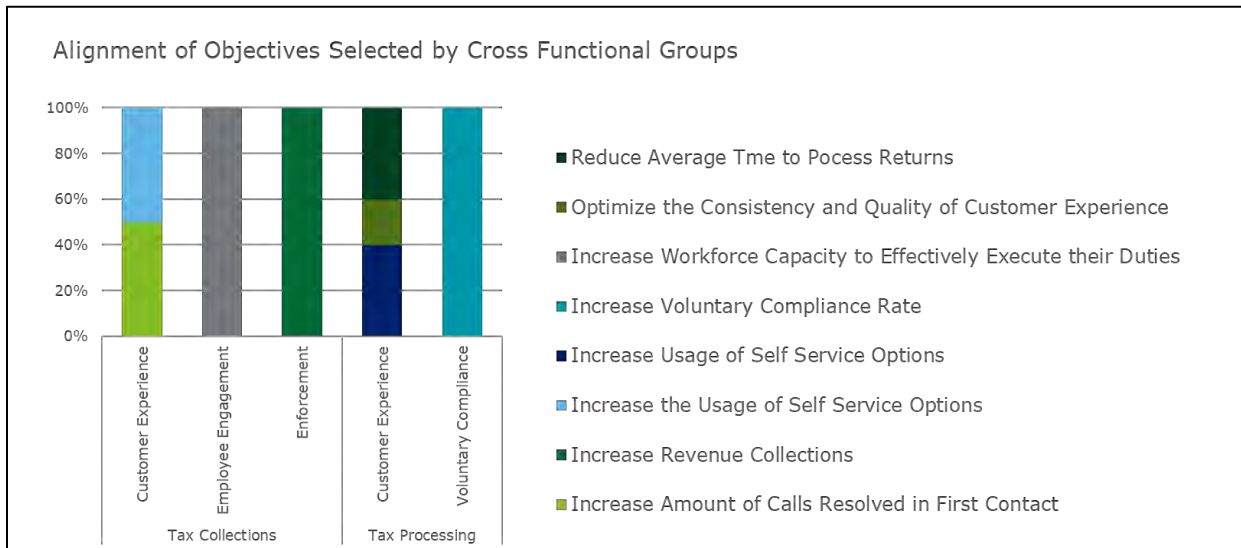 Alignment of Objectives Selected by Cross Functional Groups
100%
80%
60%
40%
20%
0%
Customer Experience
Employee Engagement
Enforcement
Customer Experience
Voluntary Compliance
Tax Collections
Tax Processing
Reduce Average Tme to Pocess Returns
Optimize the Consistency and Quality of Customer Experience
Increase Workforce Capacity to Effectively Execute their Duties
Increase Voluntary Compliance Rate
Increase Usage of Self Service Options
Increase the Usage of Self Service Options
Increase Revenue Collections
Increase Amount of Calls Resolved in First Contact